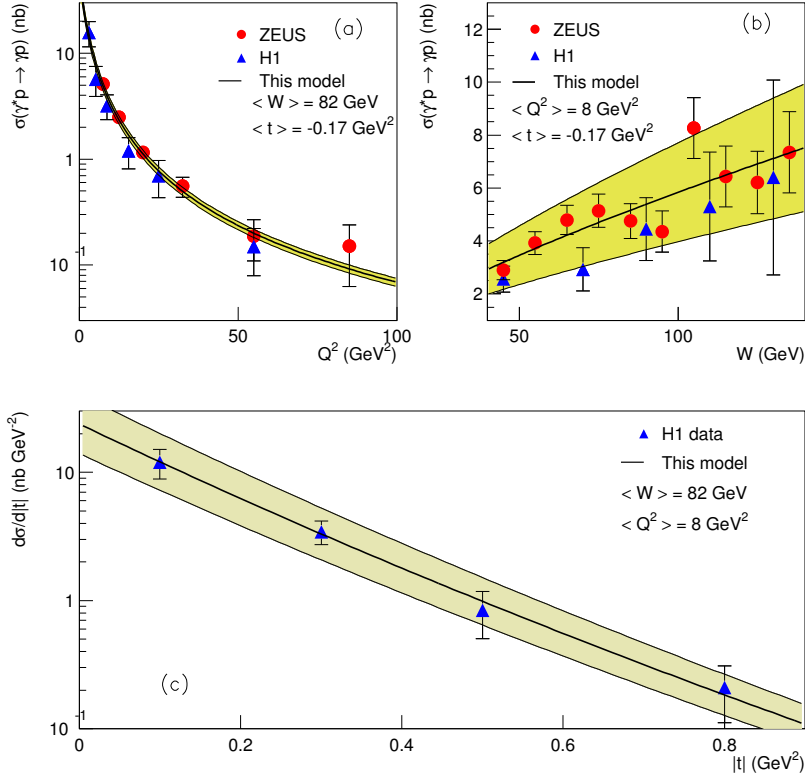 σ(γ*p → γp) (nb)
10
1
10⁻¹
0
50
100
Q² (GeV²)
(a)
ZEUS
H1
This model
< W > = 82 GeV
< t > = -0.17 GeV²
σ(γ*p → γp) (nb)
12
10
8
6
4
2
50
100
W (GeV)
(b)
ZEUS
H1
This model
< Q² > = 8 GeV²
< t > = -0.17 GeV²
dσ/d|t| (nb GeV⁻²)
10
1
10⁻¹
0
0.2
0.4
0.6
0.8
|t| (GeV²)
H1 data
This model
< W > = 82 GeV
< Q² > = 8 GeV²
(c)